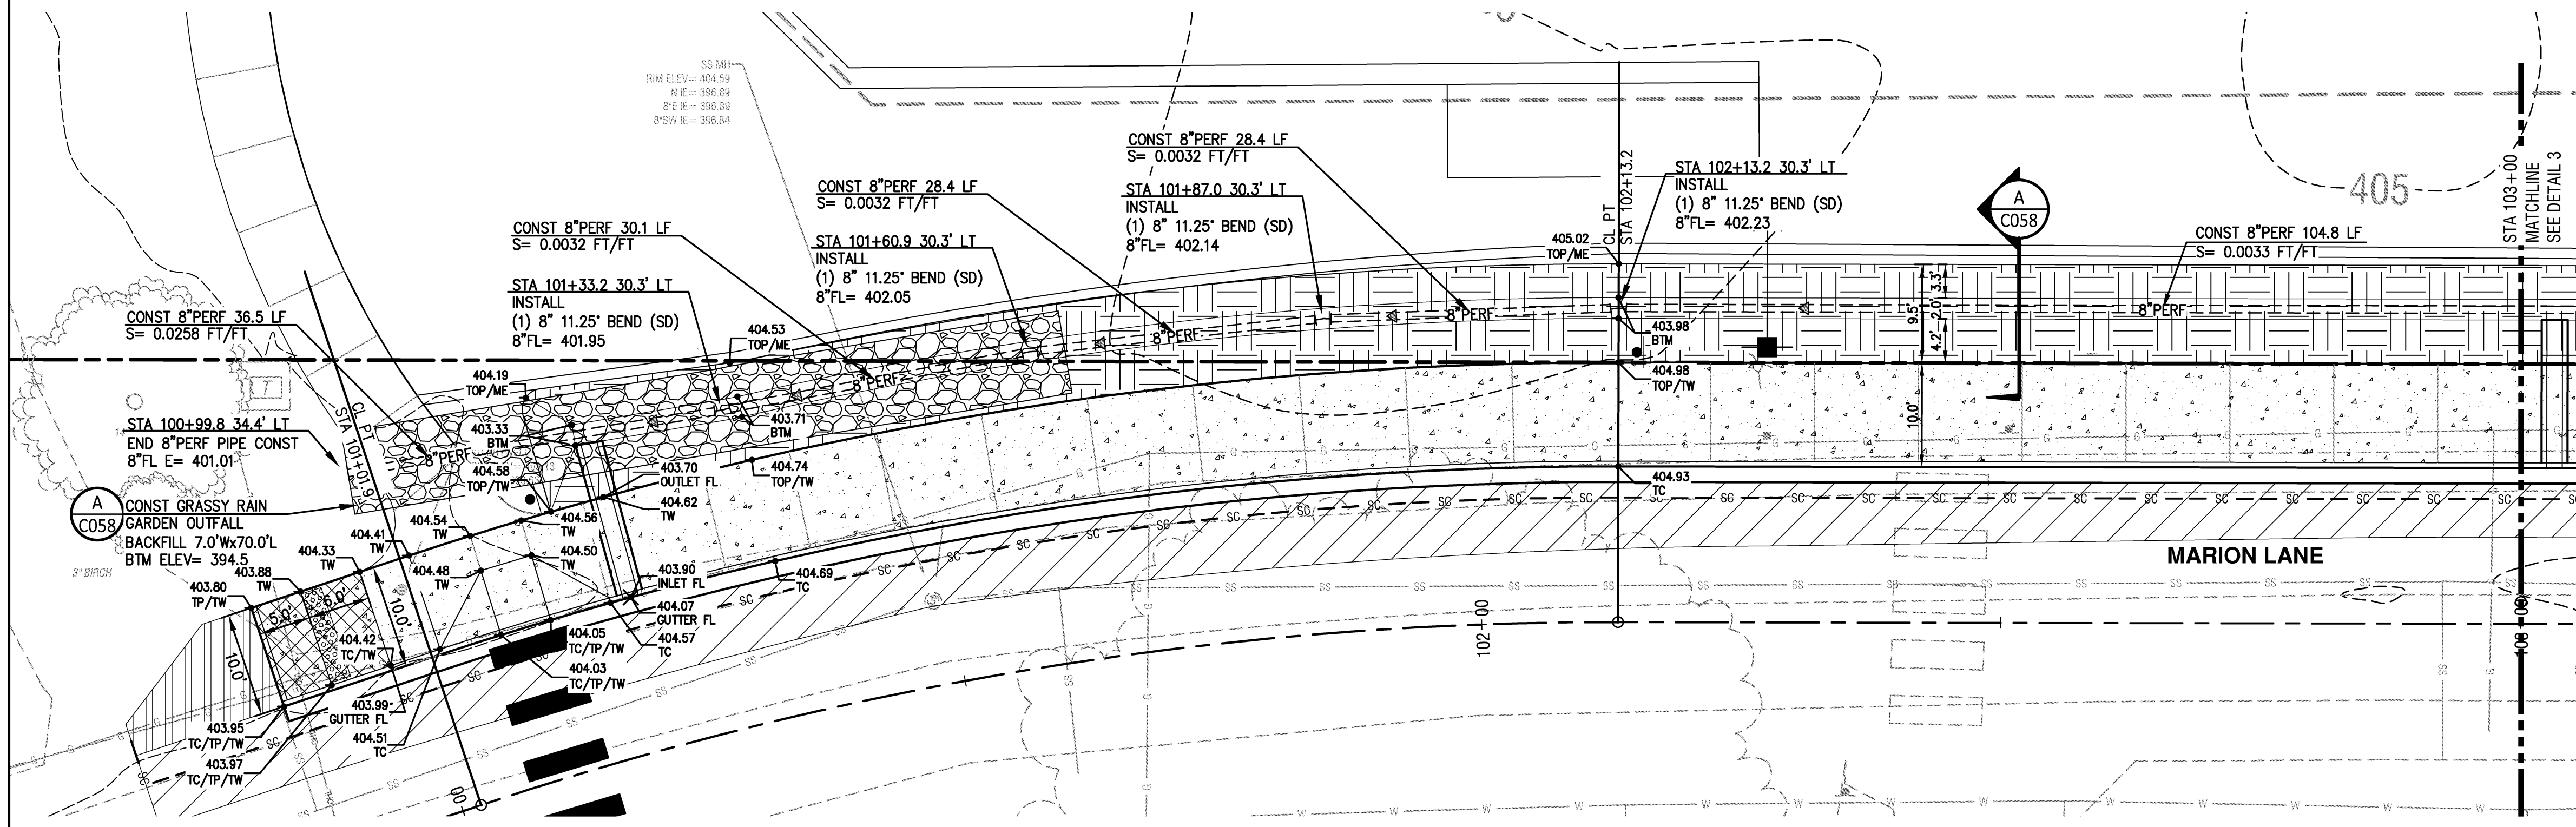 SS MH
RIM ELEV= 404.59
N IE= 396.89
8"E IE= 396.89
8"SW IE= 396.84
CONST 8"PERF 28.4 LF
S= 0.0032 FT/FT
STA 101+87.0 30.3' LT
INSTALL
(1) 8" 11.25° BEND (SD)
8"FL= 402.14
CL PT
STA 102+13.2
STA 102+13.2 30.3' LT
INSTALL
(1) 8" 11.25° BEND (SD)
8"FL= 402.23
A
C058
405
STA 103+00
MATCHLINE
SEE DETAIL 3
CONST 8"PERF 104.8 LF
S= 0.0033 FT/FT
CONST 8"PERF 28.4 LF
S= 0.0032 FT/FT
STA 101+60.9 30.3' LT
INSTALL
(1) 8" 11.25° BEND (SD)
8"FL= 402.05
CONST 8"PERF 30.1 LF
S= 0.0032 FT/FT
STA 101+33.2 30.3' LT
INSTALL
(1) 8" 11.25° BEND (SD)
8"FL= 401.95
CONST 8"PERF 36.5 LF
S= 0.0258 FT/FT
405.02
TOP/ME
404.53
TOP/ME
404.19
TOP/ME
8"PERF
8"PERF
8"PERF
8"PERF
8"PERF
9.5'
3.3'
2.0'
4.2'
10.0'
403.98
BTM
404.98
TOP/TW
T
CL PT
STA 101+01.9
STA 100+99.8 34.4' LT
END 8"PERF PIPE CONST
8"FL E= 401.01
403.33
BTM
403.71
BTM
404.58
TOP/TW
403.70
OUTLET FL
404.74
TOP/TW
404.62
TW
404.93
TC
A
C058
CONST GRASSY RAIN
GARDEN OUTFALL
BACKFILL 7.0'Wx70.0'L
BTM ELEV= 394.5
3" BIRCH
404.54
TW
404.56
TW
404.41
TW
404.50
TW
404.33
TW
404.48
TW
403.88
TW
403.80
TP/TW
403.90
INLET FL
404.69
TC
404.07
GUTTER FL
404.57
TC
404.05
TC/TP/TW
404.03
TC/TP/TW
5.0'
6.0'
10.0'
10.0'
404.42
TC/TW
403.99
GUTTER FL
404.51
TC
403.95
TC/TP/TW
403.97
TC/TP/TW
MARION LANE
102+00
00
G G G G G G
SC SC SC SC SC SC
SS SS SS SS SS SS
OHU
W W W W W W